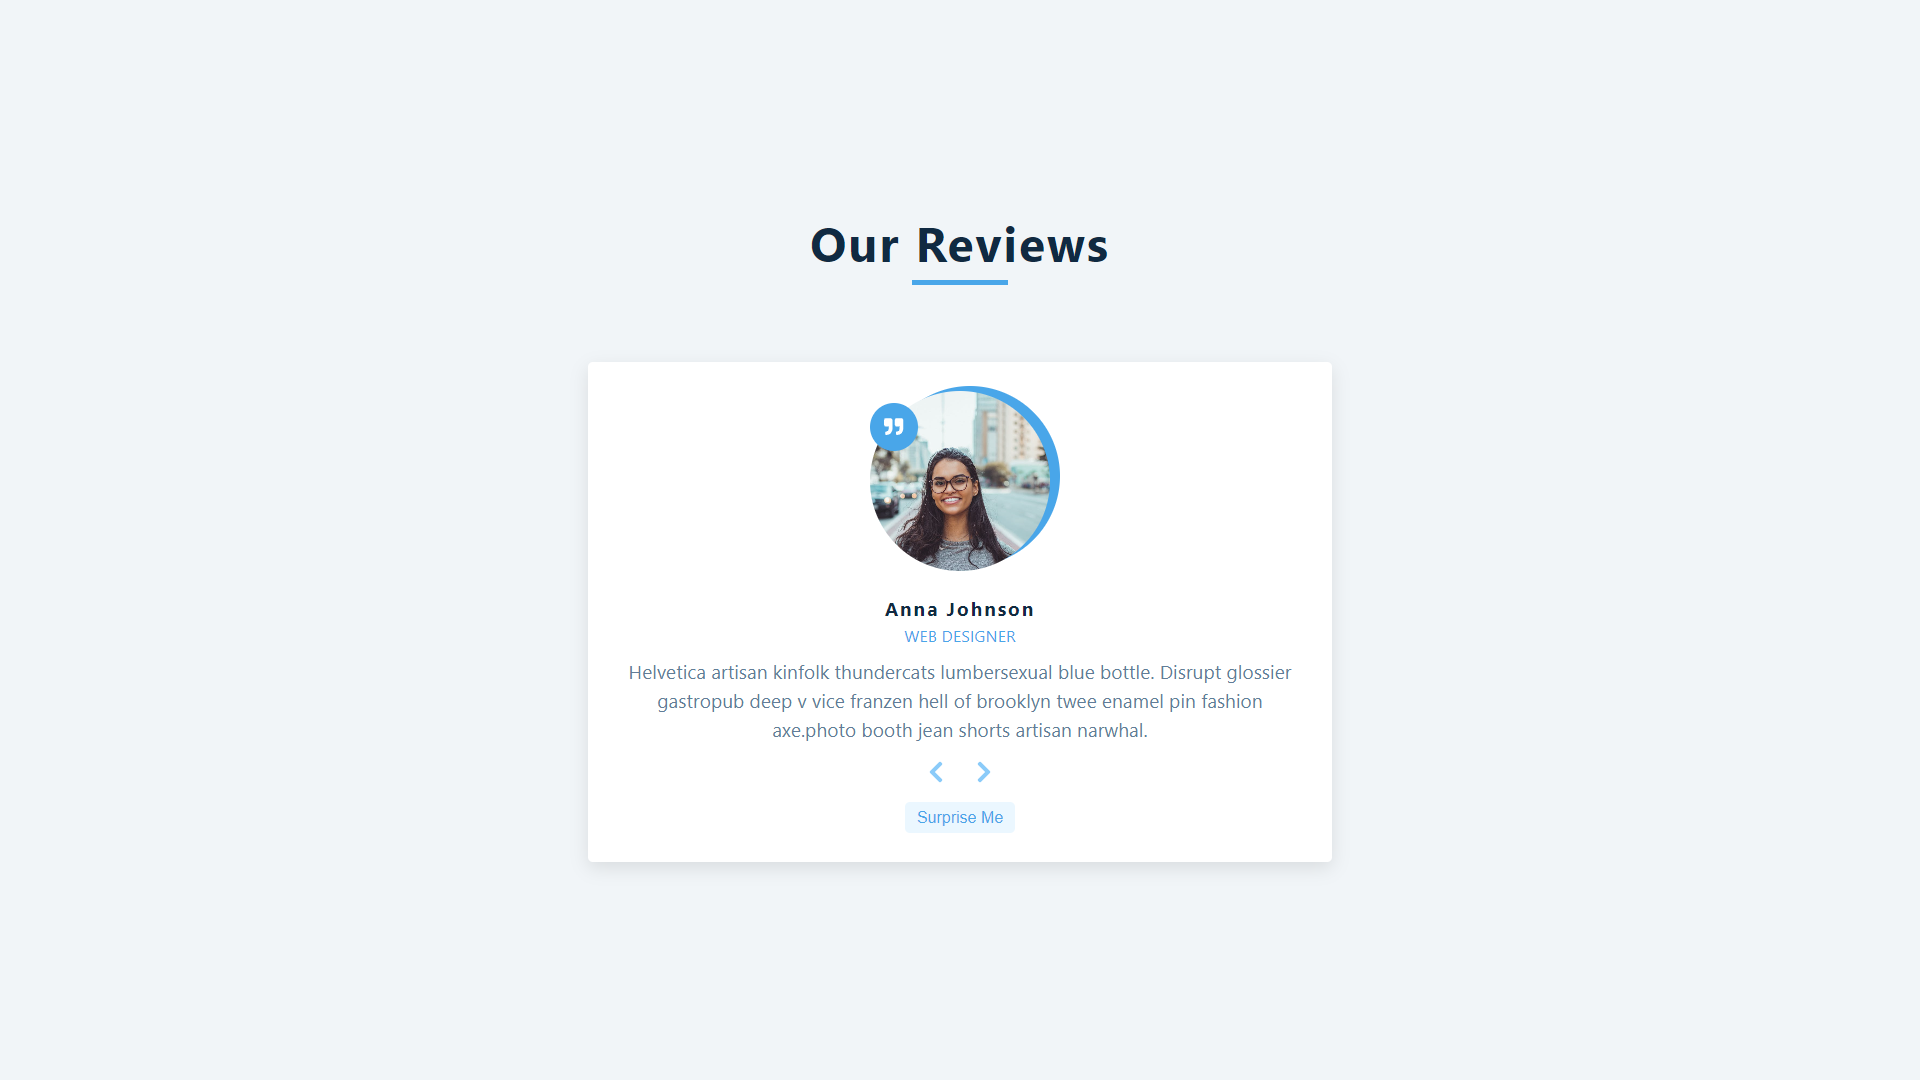 Our Reviews
Anna Johnson
WEB DESIGNER
Helvetica artisan kinfolk thundercats lumbersexual blue bottle. Disrupt glossier
gastropub deep v vice franzen hell of brooklyn twee enamel pin fashion
axe.photo booth jean shorts artisan narwhal.
Surprise Me